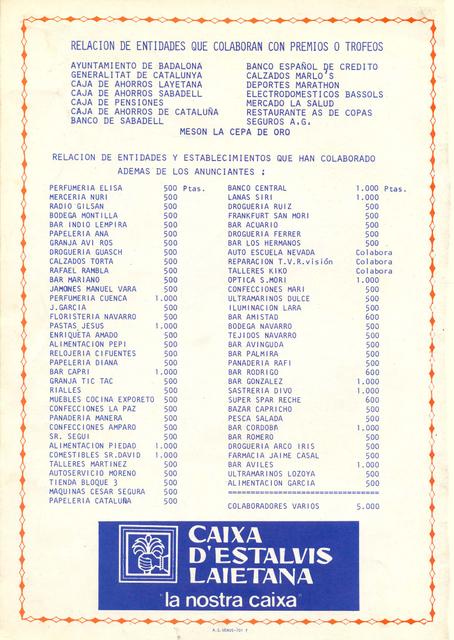 RELACION DE ENTIDADES QUE COLABORAN CON PREMIOS O TROFEOS
AYUNTAMIENTO DE BADALONA
GENERALITAT DE CATALUNYA
CAJA DE AHORROS LAYETANA
CAJA DE AHORROS SABADELL
CAJA DE PENSIONES
CAJA DE AHORROS DE CATALUÑA
BANCO DE SABADELL
BANCO ESPAÑOL DE CREDITO
CALZADOS MARLO'S
DEPORTES MARATHON
ELECTRODOMESTICOS BASSOLS
MERCADO LA SALUD
RESTAURANTE AS DE COPAS
SEGUROS A.G.
MESON LA CEPA DE ORO
RELACION DE ENTIDADES Y ESTABLECIMIENTOS QUE HAN COLABORADO
ADEMAS DE LOS ANUNCIANTES :
PERFUMERIA ELISA 500 Ptas.
MERCERIA NURI 500
RADIO GILSAN 500
BODEGA MONTILLA 500
BAR INDIO LEMPIRA 500
PAPELERIA ANA 500
GRANJA AVI ROS 500
DROGUERIA GUASCH 500
CALZADOS TORTA 500
RAFAEL RAMBLA 500
BAR MARIANO 500
JAMONES MANUEL VARA 500
PERFUMERIA CUENCA 1.000
J.GARCIA 500
FLORISTERIA NAVARRO 500
PASTAS JESUS 1.000
ENRIQUETA AMADO 500
ALIMENTACION PEPI 500
RELOJERIA CIFUENTES 500
PAPELERIA DIANA 500
BAR CAPRI 1.000
GRANJA TIC TAC 500
RIALLES 500
MUEBLES COCINA EXPORETO 500
CONFECCIONES LA PAZ 500
PANADERIA MANERA 500
CONFECCIONES AMPARO 500
SR. SEGUI 500
ALIMENTACION PIEDAD 1.000
COMESTIBLES SR.DAVID 1.000
TALLERES MARTINEZ 500
AUTOSERVICIO MORENO 500
TIENDA BLOQUE 3 500
MAQUINAS CESAR SEGURA 500
PAPELERIA CATALUÑA 500
BANCO CENTRAL 1.000 Ptas.
LANAS SIRI 1.000
DROGUERIA RUIZ 500
FRANKFURT SAN MORI 500
BAR ACUARIO 500
DROGUERIA FERRER 500
BAR LOS HERMANOS 500
AUTO ESCUELA NEVADA Colabora
REPARACION T.V.R.visión Colabora
TALLERES KIKO Colabora
OPTICA S.MORI 1.000
CONFECCIONES MARI 500
ULTRAMARINOS DULCE 500
ILUMINACION LARA 500
BAR AMISTAD 600
BODEGA NAVARRO 500
TEJIDOS NAVARRO 500
BAR AVINGUDA 500
BAR PALMIRA 500
PANADERIA RAFI 500
BAR RODRIGO 600
BAR GONZALEZ 1.000
SASTRERIA DIVO 1.000
SUPER SPAR RECHE 600
BAZAR CAPRICHO 500
PESCA SALADA 500
BAR CORDOBA 1.000
BAR ROMERO 500
DROGUERIA ARCO IRIS 500
FARMACIA JAIME CASAL 500
BAR AVILES 1.000
ULTRAMARINOS LOZOYA 500
ALIMENTACION GARCIA 500
===================================
COLABORADORES VARIOS 5.000
CAIXA
D'ESTALVIS
LAIETANA
"la nostra caixa"